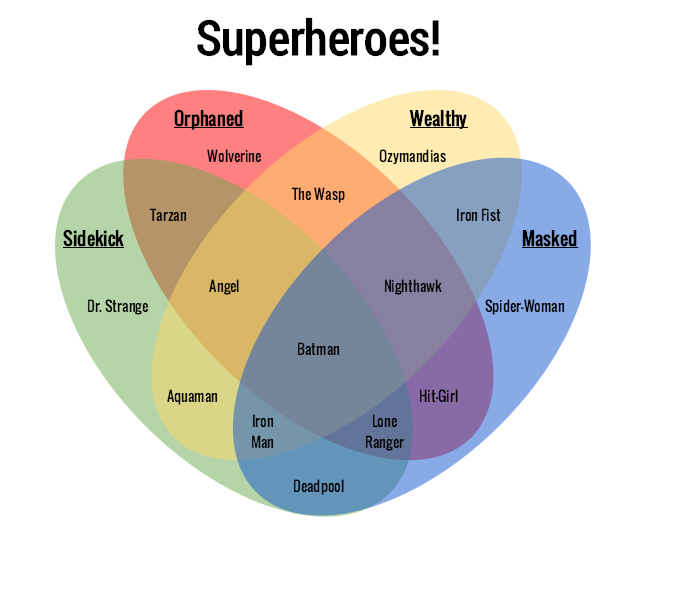 Superheroes!
Orphaned
Wealthy
Wolverine
Ozymandias
The Wasp
Tarzan
Iron Fist
Sidekick
Masked
Angel
Nighthawk
Dr. Strange
Spider-Woman
Batman
Aquaman
Hit-Girl
Iron
Man
Lone
Ranger
Deadpool